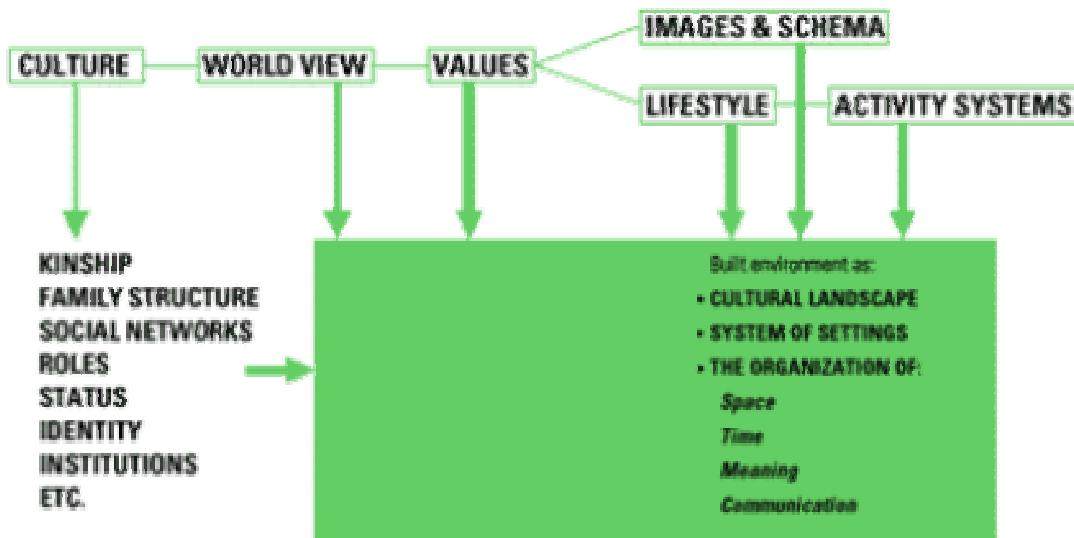 IMAGES & SCHEMA
CULTURE
WORLD VIEW
VALUES
LIFESTYLE
ACTIVITY SYSTEMS
KINSHIP
FAMILY STRUCTURE
SOCIAL NETWORKS
ROLES
STATUS
IDENTITY
INSTITUTIONS
ETC.
Built environment as:
• CULTURAL LANDSCAPE
• SYSTEM OF SETTINGS
• THE ORGANIZATION OF:
Space
Time
Meaning
Communication